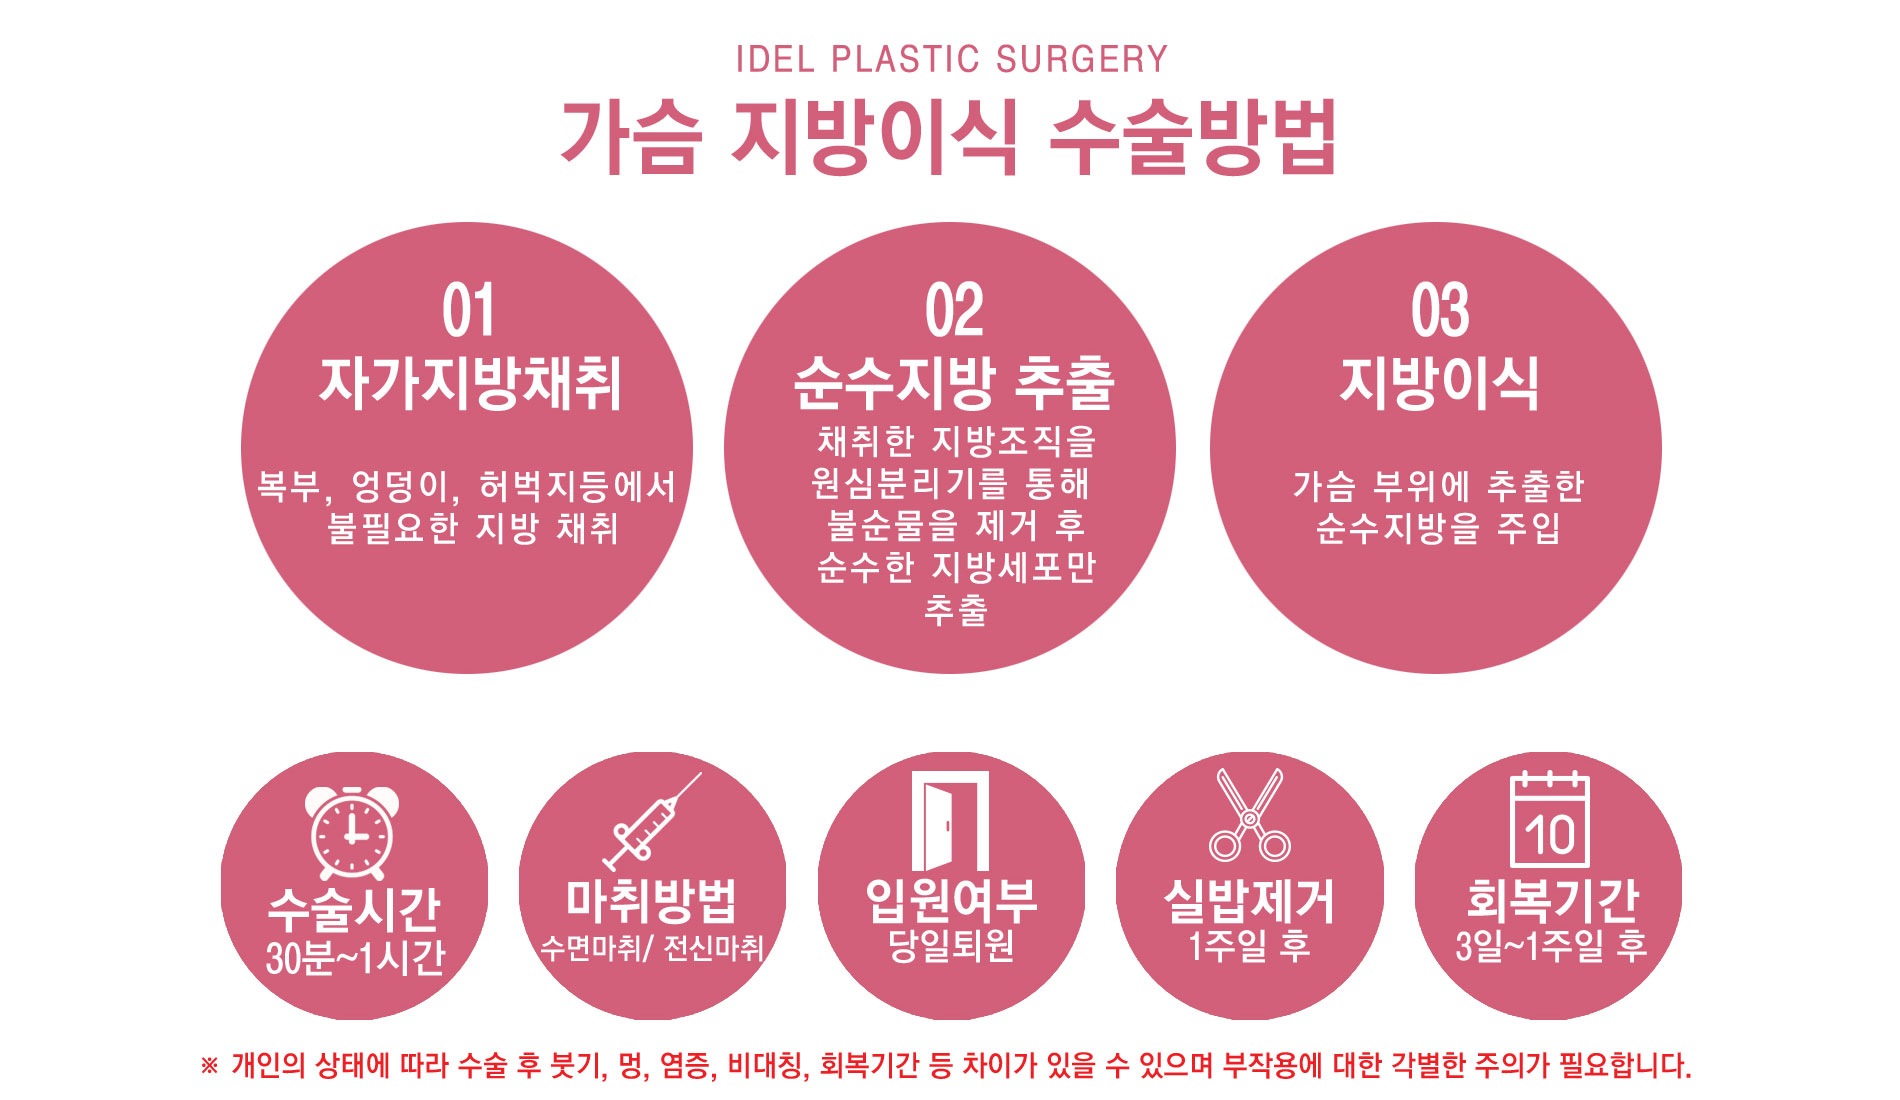 IDEL PLASTIC SURGERY
가슴 지방이식 수술방법
01
자가지방채취
복부, 엉덩이, 허벅지등에서
불필요한 지방 채취
02
순수지방 추출
채취한 지방조직을
원심분리기를 통해
불순물을 제거 후
순수한 지방세포만
추출
03
지방이식
가슴 부위에 추출한
순수지방을 주입
수술시간
30분~1시간
마취방법
수면마취/ 전신마취
입원여부
당일퇴원
실밥제거
1주일 후
10
회복기간
3일~1주일 후
※ 개인의 상태에 따라 수술 후 붓기, 멍, 염증, 비대칭, 회복기간 등 차이가 있을 수 있으며 부작용에 대한 각별한 주의가 필요합니다.